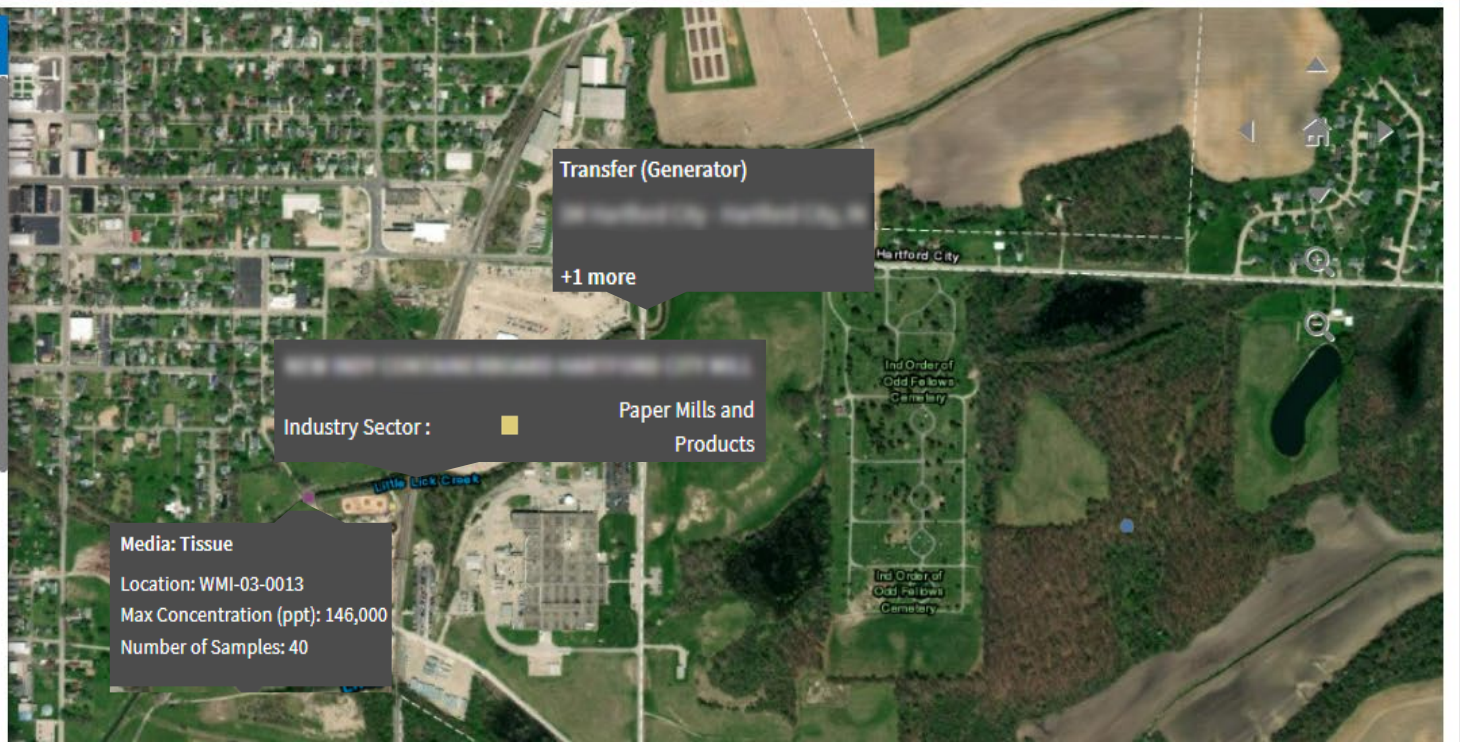 Transfer (Generator)
+1 more
Hartford City
Industry Sector :
Paper Mills and
Products
Ind Order of
Odd Fellows
Cemetery
Little Lick Creek
Media: Tissue
Location: WMI-03-0013
Max Concentration (ppt): 146,000
Number of Samples: 40
Ind Order of
Odd Fellows
Cemetery